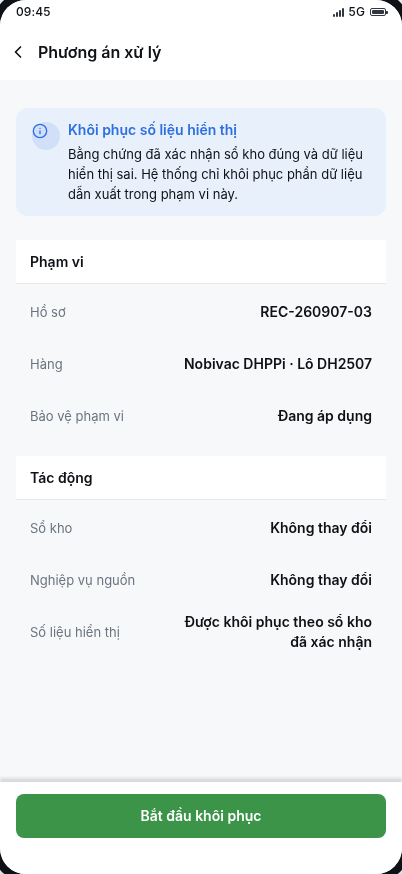 09:45
5G
Phương án xử lý
Khôi phục số liệu hiển thị
Bằng chứng đã xác nhận sổ kho đúng và dữ liệu
hiển thị sai. Hệ thống chỉ khôi phục phần dữ liệu
dẫn xuất trong phạm vi này.
Phạm vi
Hồ sơ
REC-260907-03
Hàng
Nobivac DHPPi · Lô DH2507
Bảo vệ phạm vi
Đang áp dụng
Tác động
Sổ kho
Không thay đổi
Nghiệp vụ nguồn
Không thay đổi
Số liệu hiển thị
Được khôi phục theo sổ kho
đã xác nhận
Bắt đầu khôi phục